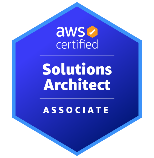 aws
certified
Solutions
Architect
ASSOCIATE